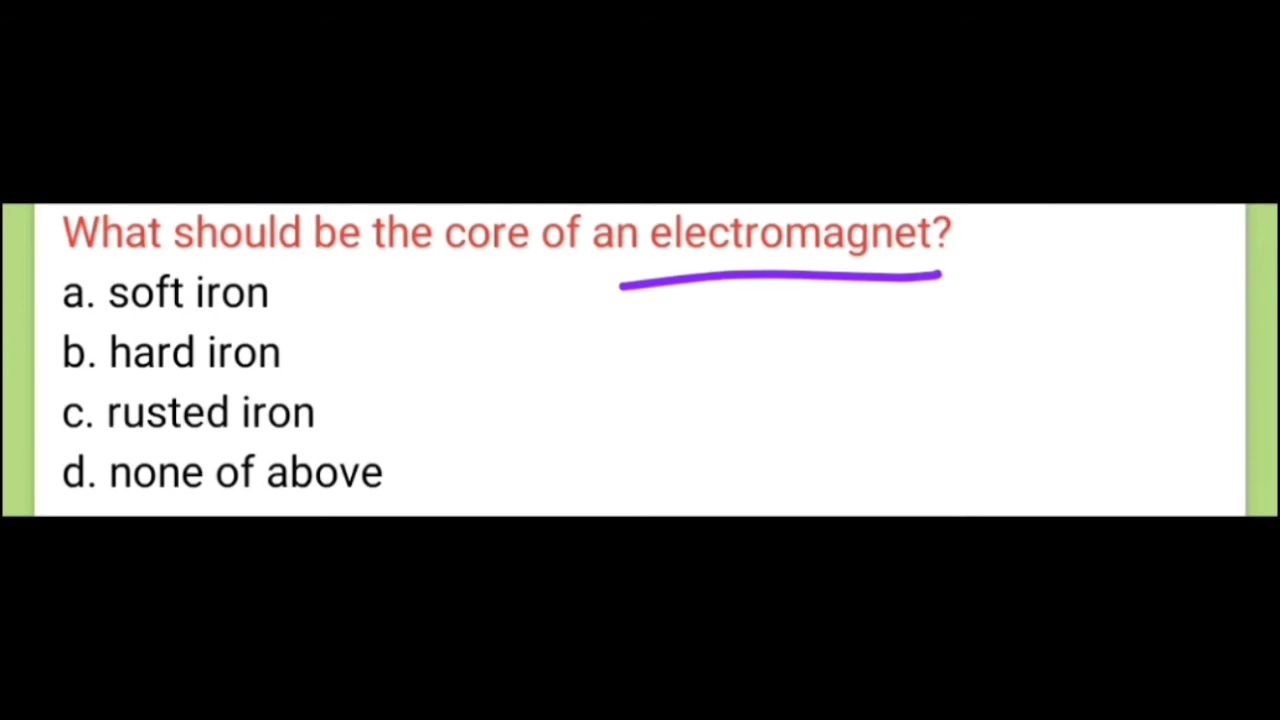 What should be the core of an electromagnet?
a. soft iron
b. hard iron
c. rusted iron
d. none of above